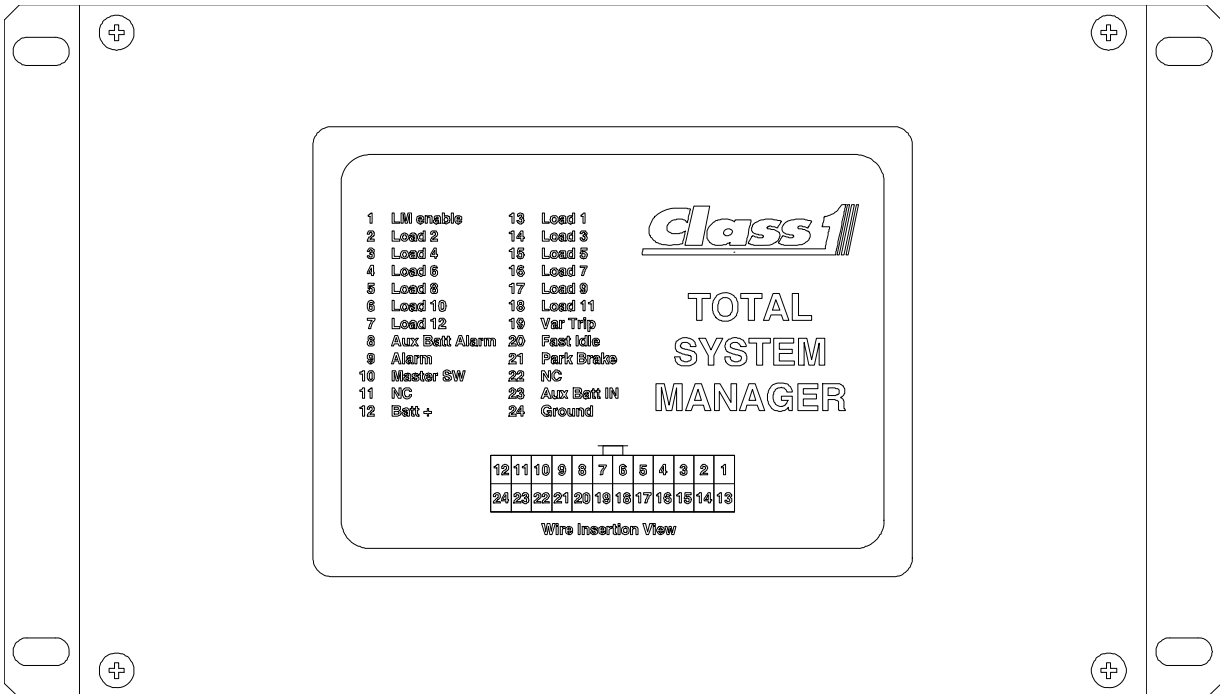 1 LM enable 13 Load 1
2 Load 2 14 Load 3
3 Load 4 15 Load 5
4 Load 6 16 Load 7
5 Load 8 17 Load 9
6 Load 10 18 Load 11
7 Load 12 19 Var Trip
8 Aux Batt Alarm 20 Fast Idle
9 Alarm 21 Park Brake
10 Master SW 22 NC
11 NC 23 Aux Batt IN
12 Batt + 24 Ground
Class1
TOTAL
SYSTEM
MANAGER
12 11 10 9 8 7 6 5 4 3 2 1
24 23 22 21 20 19 18 17 16 15 14 13
Wire Insertion View